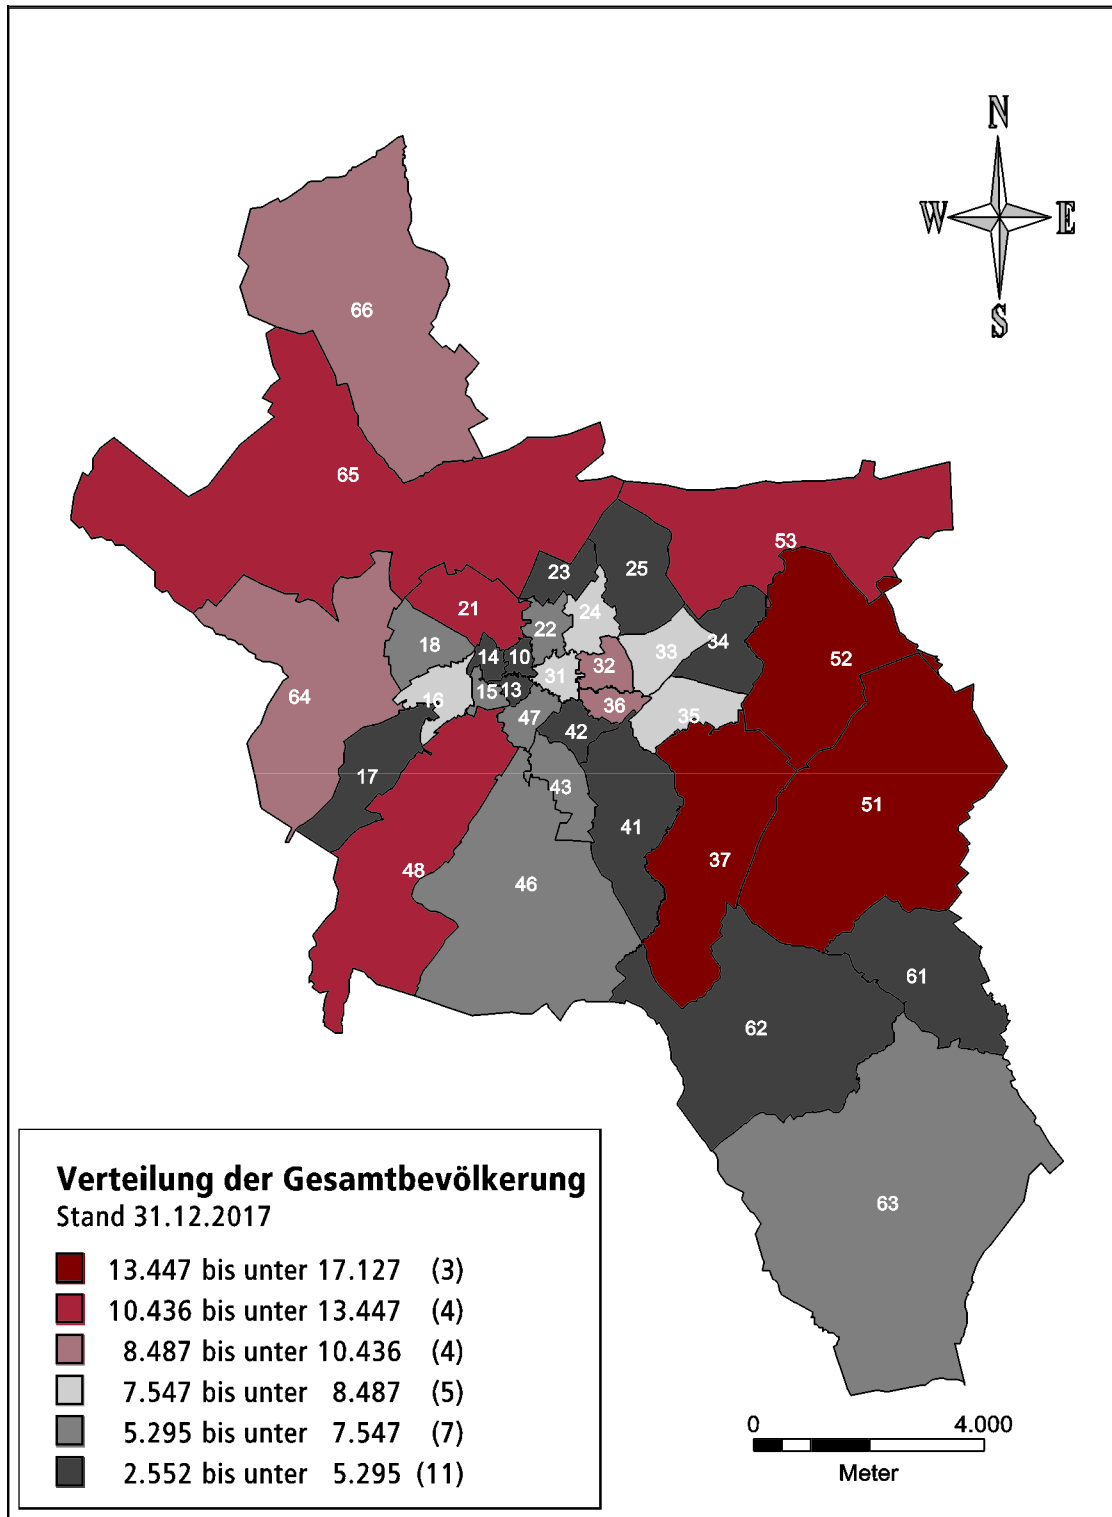 N
W E
S
66
65
53
23
25
21
24
22
18
34
33
14
10
52
32
31
64
15
13
16
36
47
35
42
17
43
51
41
37
48
46
61
62
63
Verteilung der Gesamtbevölkerung
Stand 31.12.2017
13.447 bis unter 17.127 (3)
10.436 bis unter 13.447 (4)
8.487 bis unter 10.436 (4)
7.547 bis unter 8.487 (5)
5.295 bis unter 7.547 (7)
2.552 bis unter 5.295 (11)
0 4.000
Meter